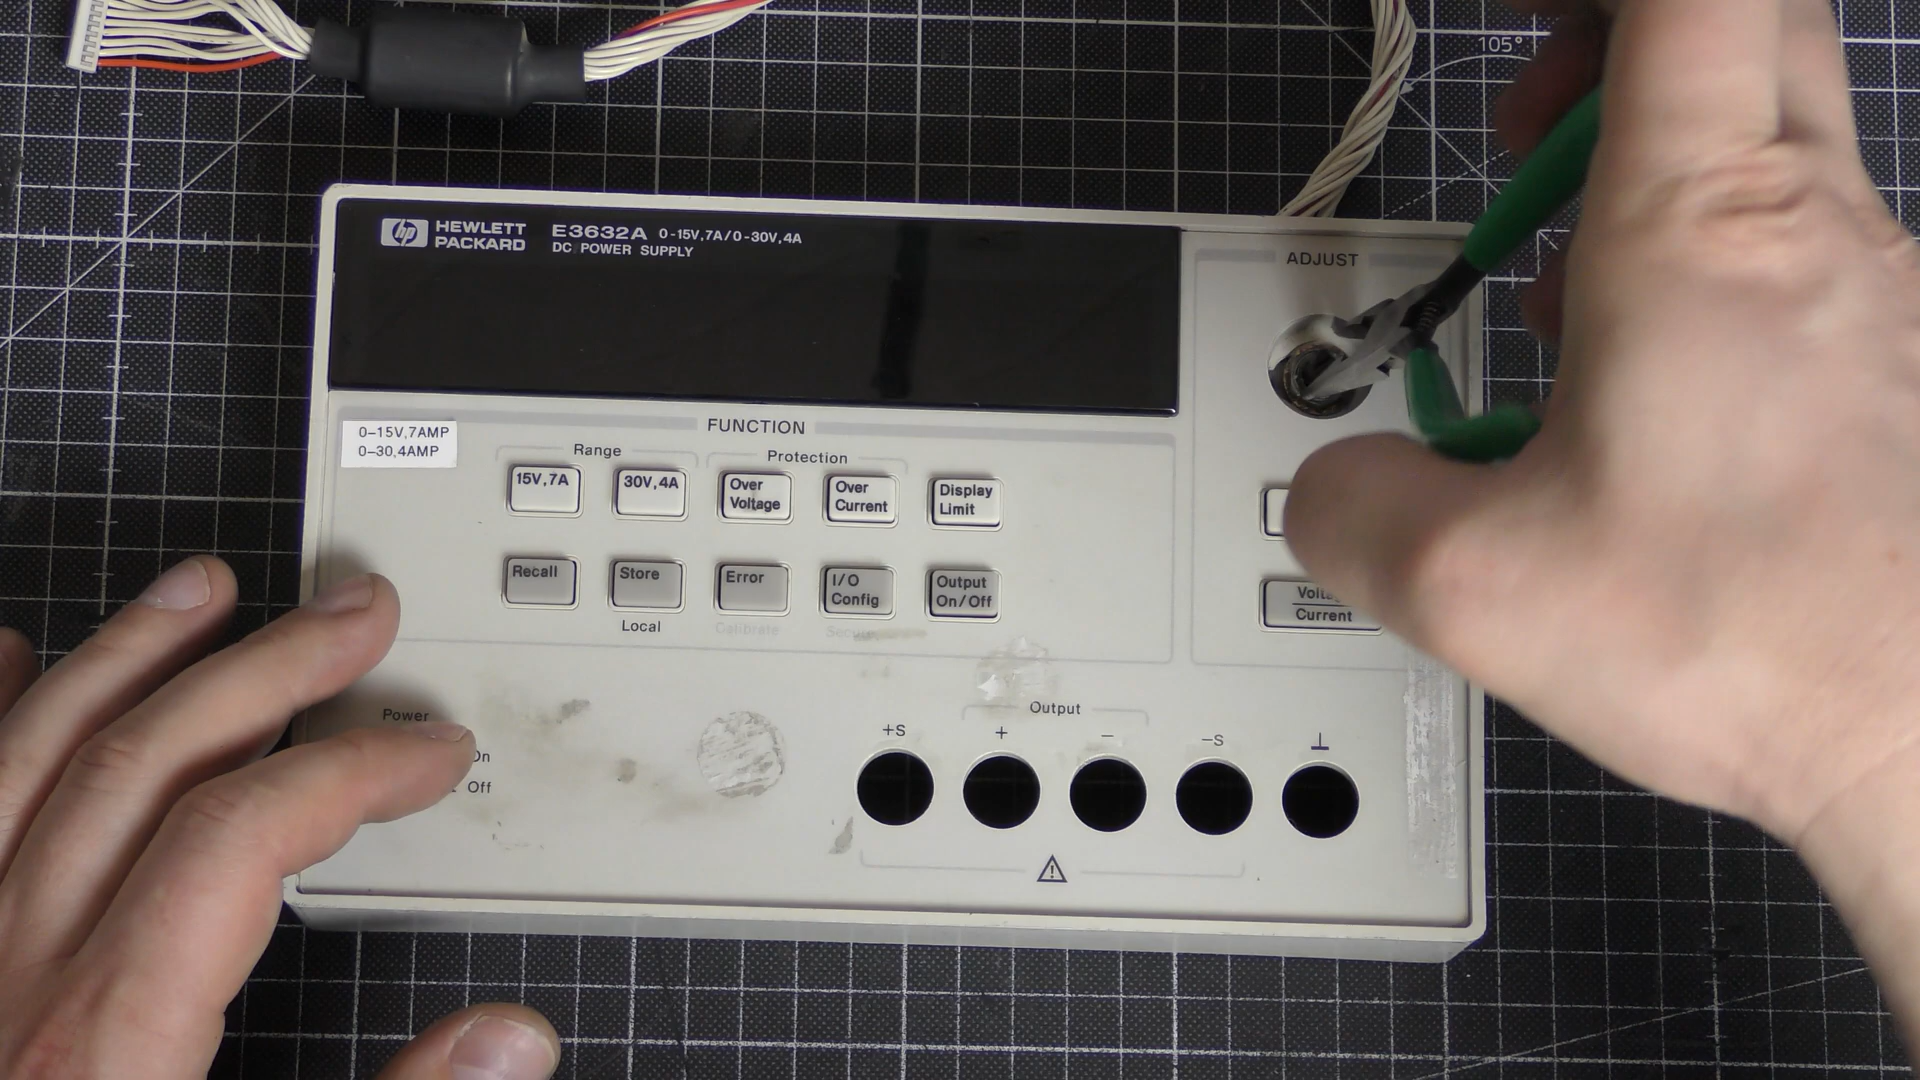 105°
hp HEWLETT PACKARD
E3632A 0-15V,7A/0-30V,4A
DC POWER SUPPLY
ADJUST
0-15V,7AMP
0-30,4AMP
FUNCTION
Range
Protection
15V,7A
30V,4A
Over
Voltage
Over
Current
Display
Limit
Recall
Store
Error
I/O
Config
Output
On/Off
Local
Calibrate
Current
Power
Off
Output
+S
+
-
-S